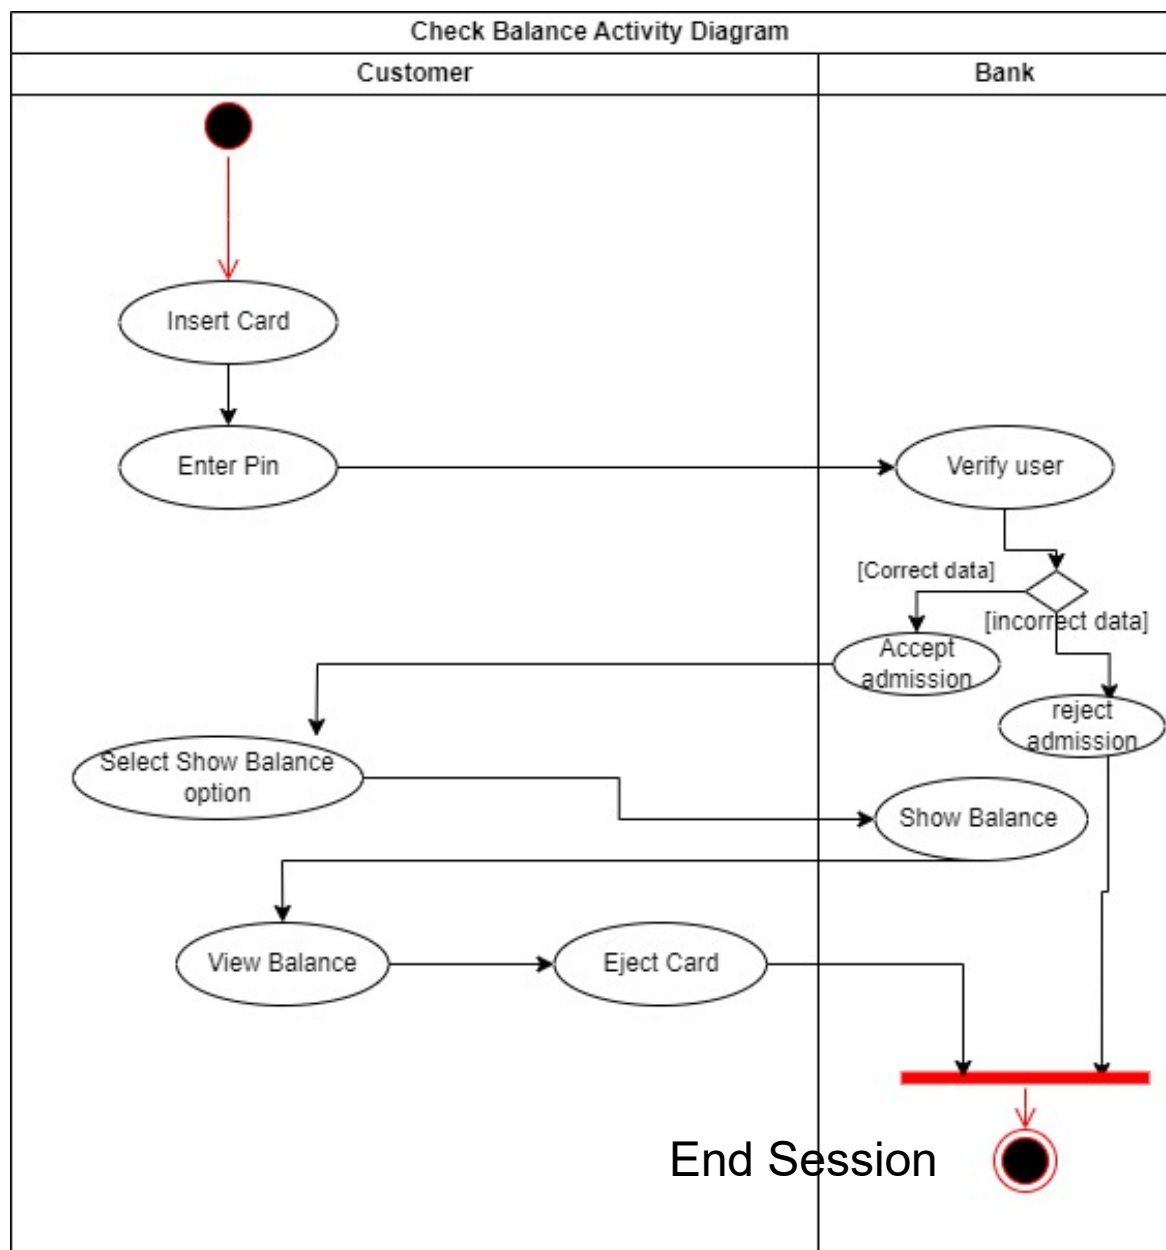 Check Balance Activity Diagram
Customer
Bank
Insert Card
Enter Pin
Verify user
[Correct data]
[incorrect data]
Accept
admission
reject
admission
Select Show Balance
option
Show Balance
View Balance
Eject Card
End Session